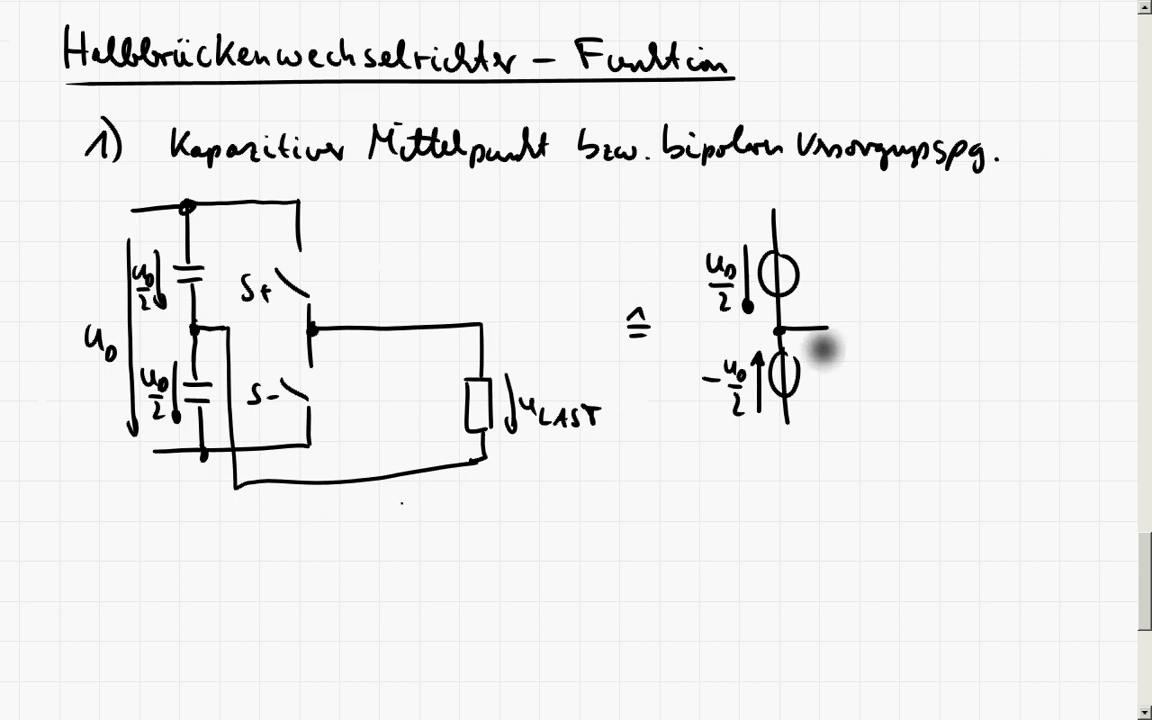 Halbbrückenwechselrichter – Funktion
1) Kapazitiver Mittelpunkt bzw. bipolare Versorgungsspg.
U0
U0/2
U0/2
S+
S-
uLAST
≙
U0/2
-U0/2